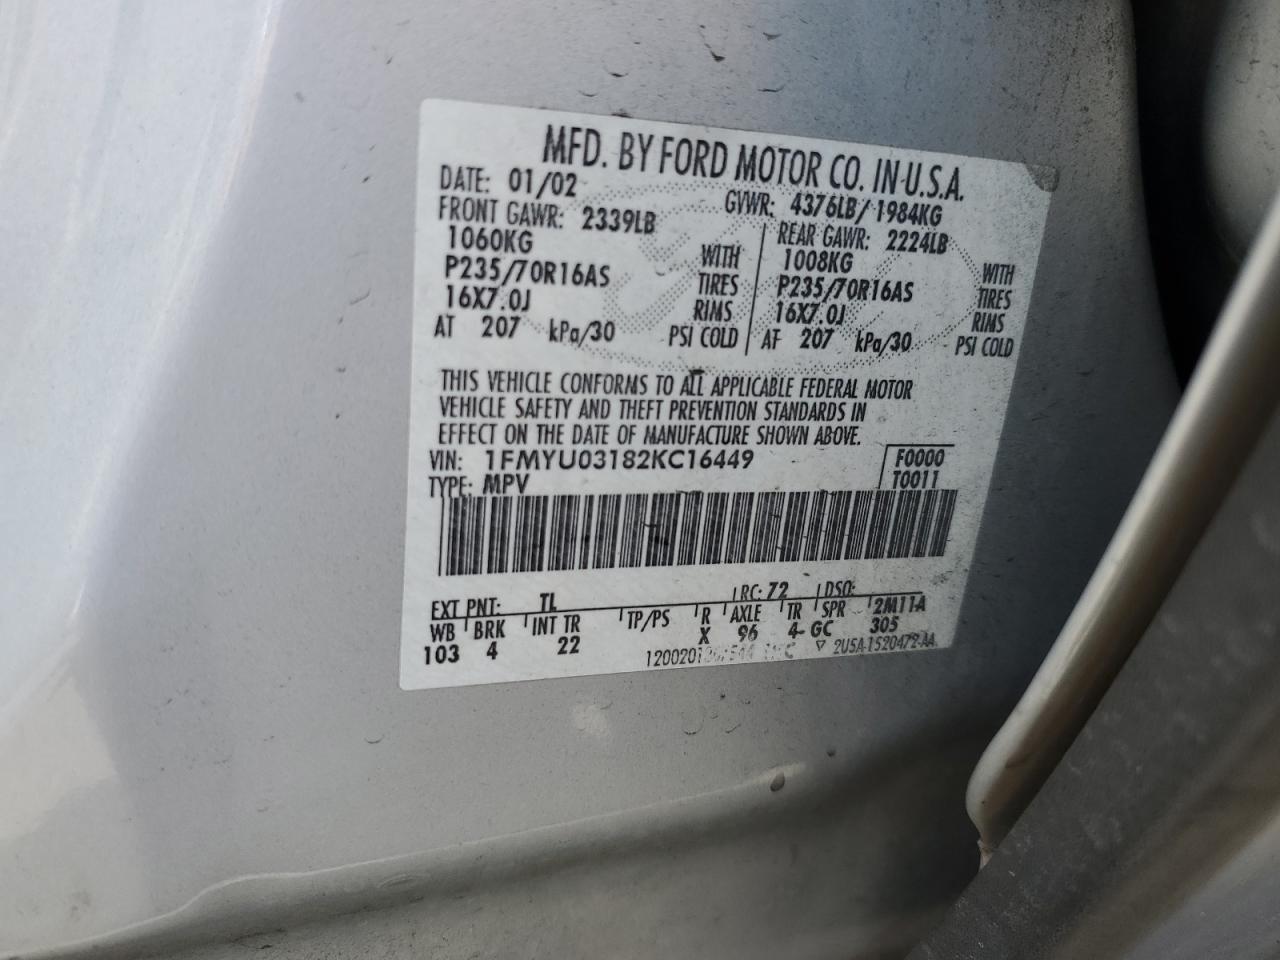 MFD. BY FORD MOTOR CO. IN U.S.A.
DATE: 01/02 GVWR: 4376LB/1984KG
FRONT GAWR: 2339LB REAR GAWR: 2224LB
1060KG WITH 1008KG WITH
P235/70R16AS TIRES P235/70R16AS TIRES
16X7.0J RIMS 16X7.0J RIMS
AT 207 kPa/30 PSI COLD AT 207 kPa/30 PSI COLD
THIS VEHICLE CONFORMS TO ALL APPLICABLE FEDERAL MOTOR
VEHICLE SAFETY AND THEFT PREVENTION STANDARDS IN
EFFECT ON THE DATE OF MANUFACTURE SHOWN ABOVE.
VIN: 1FMYU03182KC16449 F0000
TYPE: MPV T0011
EXT PNT: TL RC: 72 DSO:
WB BRK INT TR TP/PS R AXLE TR SPR 2M11A
103 4 22 X 96 4- GC 305
2U5A-1520472-AA